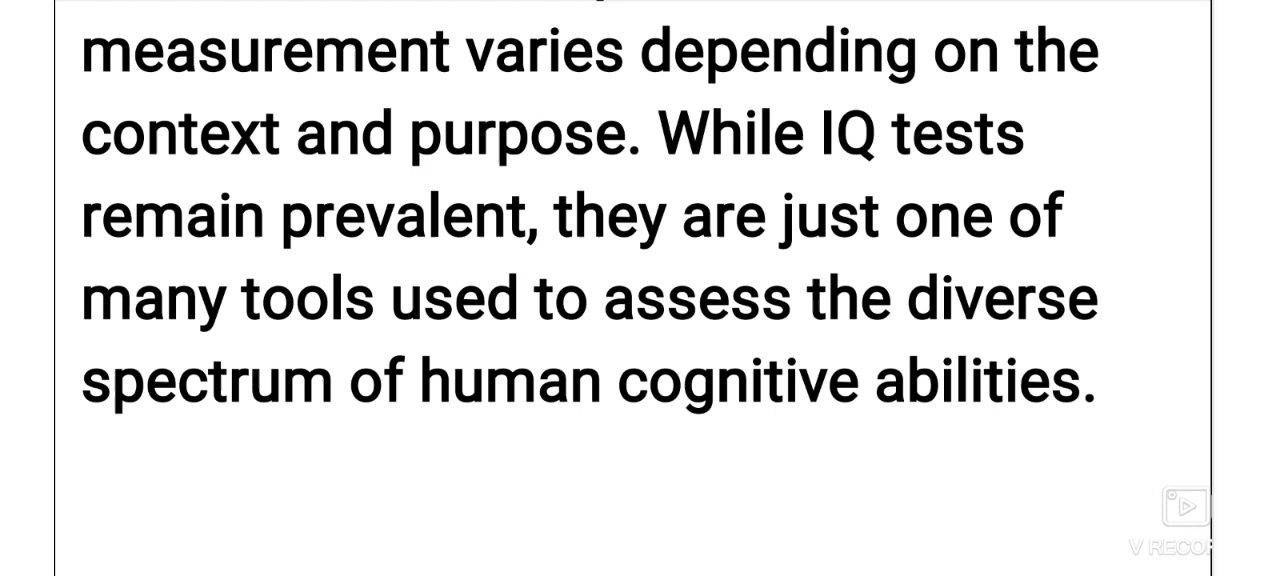 measurement varies depending on the
context and purpose. While IQ tests
remain prevalent, they are just one of
many tools used to assess the diverse
spectrum of human cognitive abilities.
V RECOR